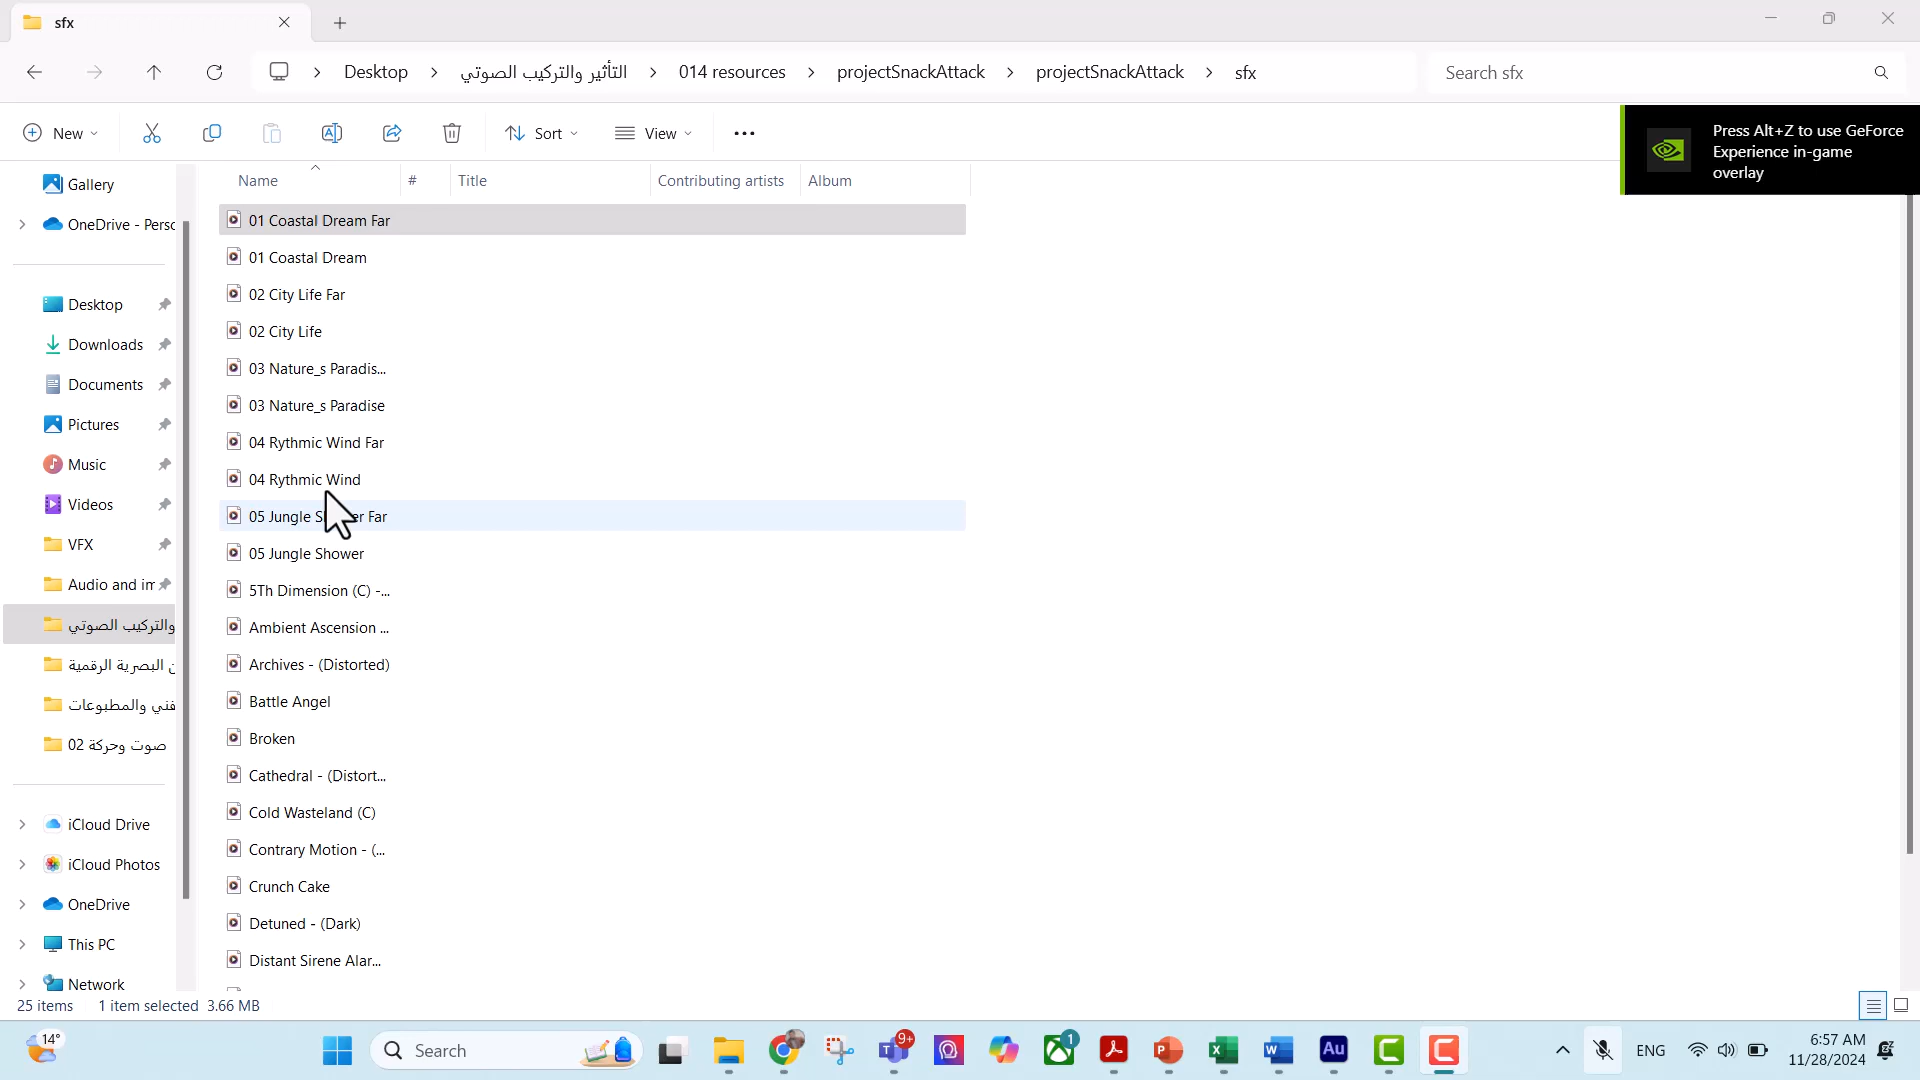 sfx
Desktop
التأثير والتركيب الصوتي
014 resources
projectSnackAttack
projectSnackAttack
sfx
Search sfx
New
Sort
View
Press Alt+Z to use GeForce
Experience in-game
overlay
Name
#
Title
Contributing artists
Album
Gallery
OneDrive - Perso
Desktop
Downloads
Documents
Pictures
Music
Videos
VFX
Audio and im
والتركيب الصوتي
ن البصرية الرقمية
فني والمطبوعات
صوت وحركة 02
iCloud Drive
iCloud Photos
OneDrive
This PC
Network
01 Coastal Dream Far
01 Coastal Dream
02 City Life Far
02 City Life
03 Nature_s Paradis...
03 Nature_s Paradise
04 Rythmic Wind Far
04 Rythmic Wind
05 Jungle S er Far
05 Jungle Shower
5Th Dimension (C) -...
Ambient Ascension ...
Archives - (Distorted)
Battle Angel
Broken
Cathedral - (Distort...
Cold Wasteland (C)
Contrary Motion - (...
Crunch Cake
Detuned - (Dark)
Distant Sirene Alar...
25 items
1 item selected 3.66 MB
14°
Search
9+
1
Au
ENG
6:57 AM
11/28/2024